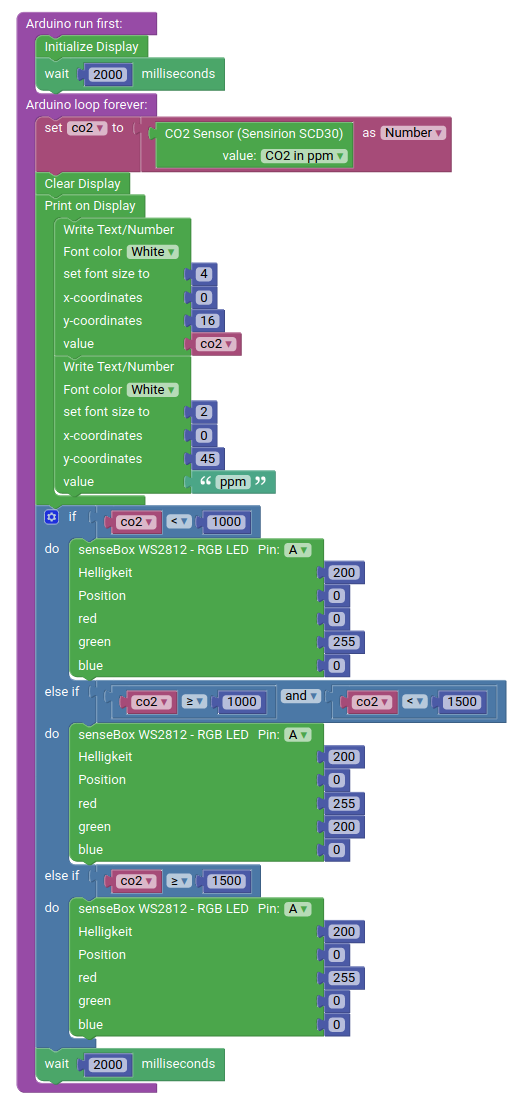 Arduino run first:
Initialize Display
wait 2000 milliseconds
Arduino loop forever:
set co2 to CO2 Sensor (Sensirion SCD30) as Number
value: CO2 in ppm
Clear Display
Print on Display
Write Text/Number
Font color White
set font size to 4
x-coordinates 0
y-coordinates 16
value co2
Write Text/Number
Font color White
set font size to 2
x-coordinates 0
y-coordinates 45
value “ ppm ”
if co2 < 1000
do senseBox WS2812 - RGB LED Pin: A
Helligkeit 200
Position 0
red 0
green 255
blue 0
else if co2 ≥ 1000 and co2 < 1500
do senseBox WS2812 - RGB LED Pin: A
Helligkeit 200
Position 0
red 255
green 200
blue 0
else if co2 ≥ 1500
do senseBox WS2812 - RGB LED Pin: A
Helligkeit 200
Position 0
red 255
green 0
blue 0
wait 2000 milliseconds